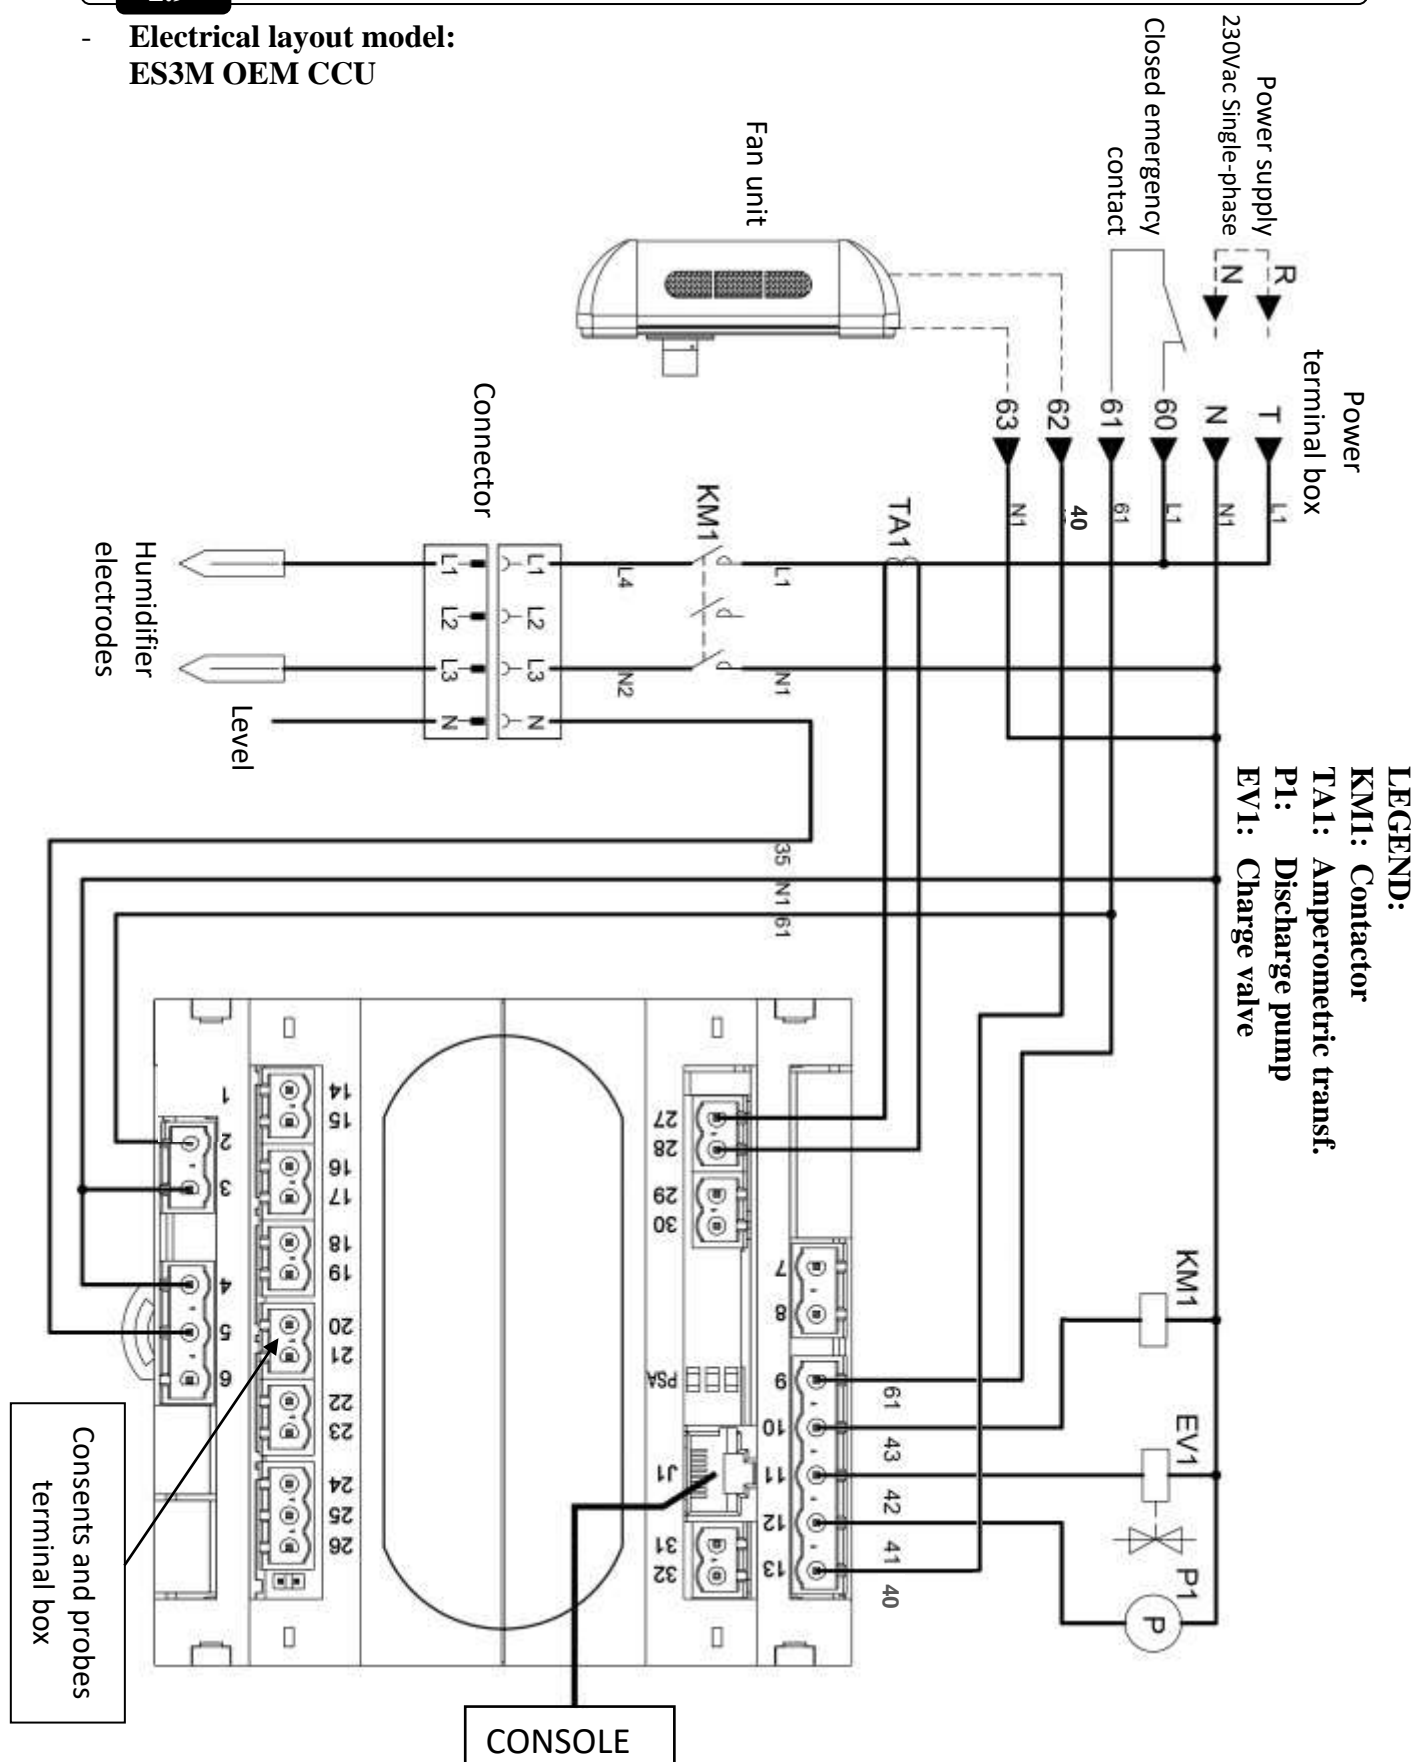 - Electrical layout model:
ES3M OEM CCU
Power supply
230Vac Single-phase
Closed emergency
contact
Fan unit
R
N
Power
terminal box
T
N
60
61
62
63
L1
N1
L1
61
40
N1
Connector
KM1
TA1
Humidifier
electrodes
Level
L1
L2
L3
N
L1
L2
L3
N
L4
N2
L1
N1
35
N1
61
LEGEND:
KM1: Contactor
TA1: Amperometric transf.
P1: Discharge pump
EV1: Charge valve
1
2
3
4
5
6
14
15
16
17
18
19
20
21
22
23
24
25
26
27
28
29
30
PSA
J1
31
32
7
8
9
10
11
12
13
61
43
42
41
40
KM1
EV1
P1
P
Consents and probes
terminal box
CONSOLE